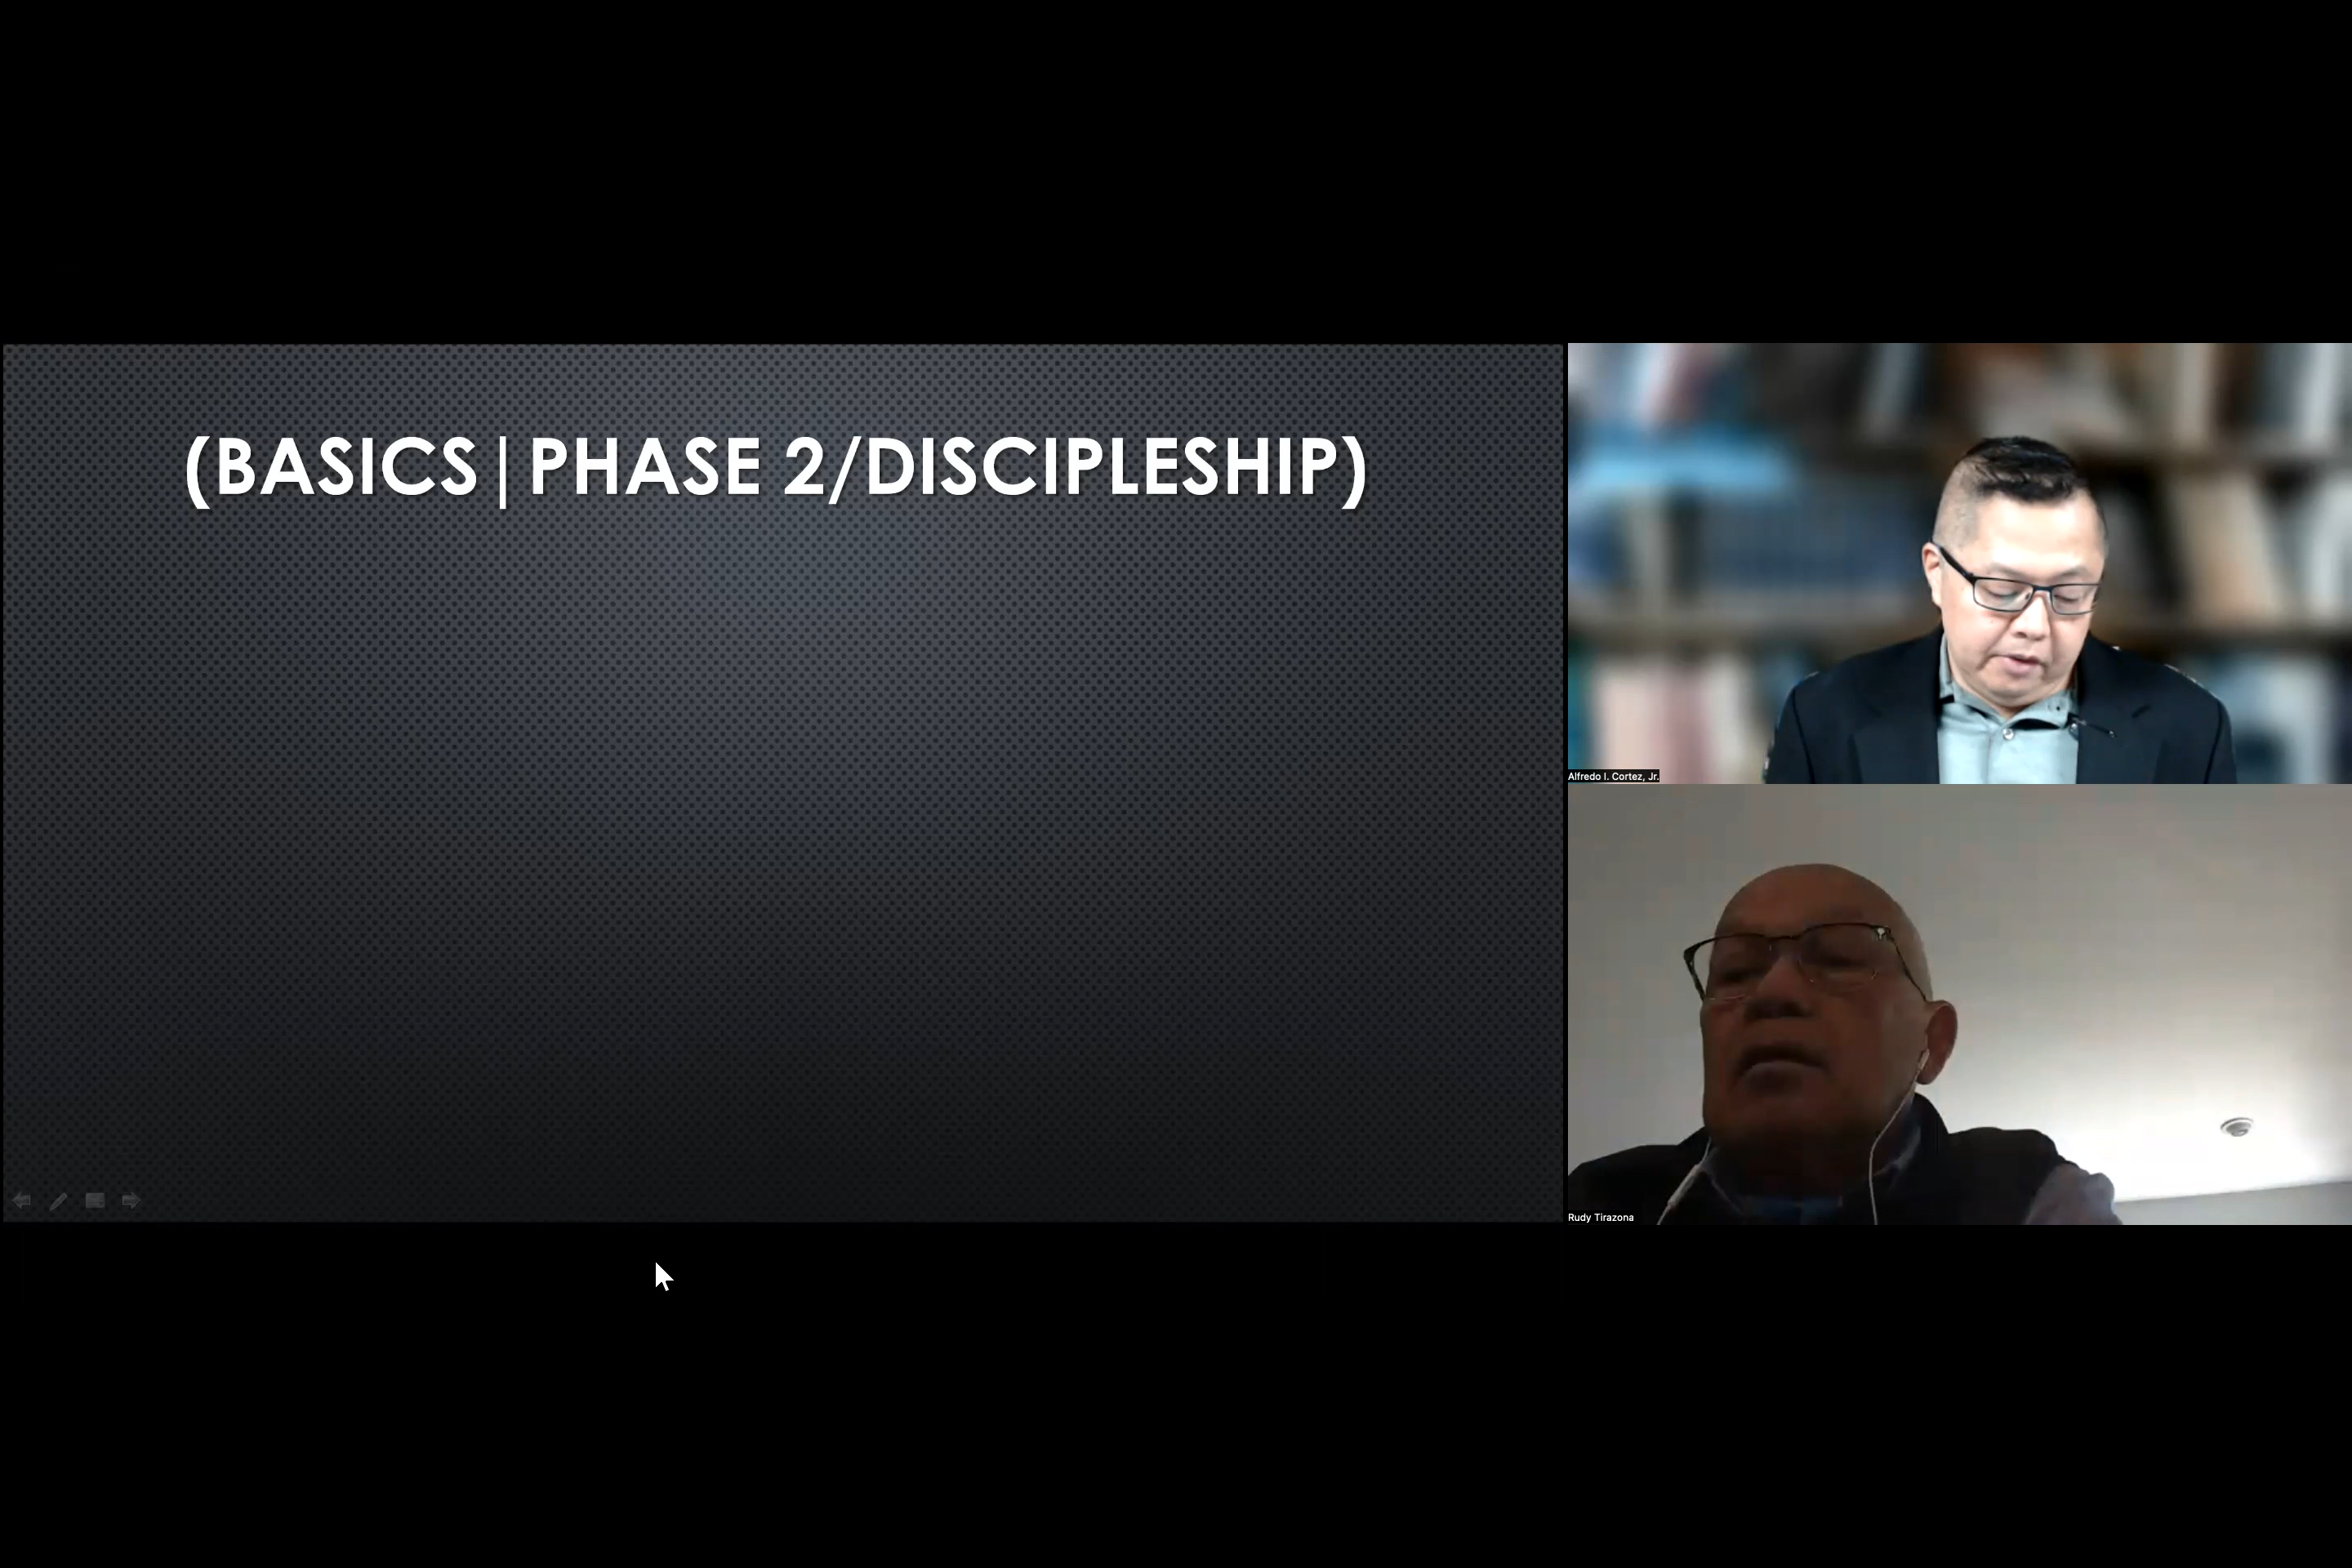 (BASICS|PHASE 2/DISCIPLESHIP)
Alfredo I. Cortez, Jr.
Rudy Tirazona